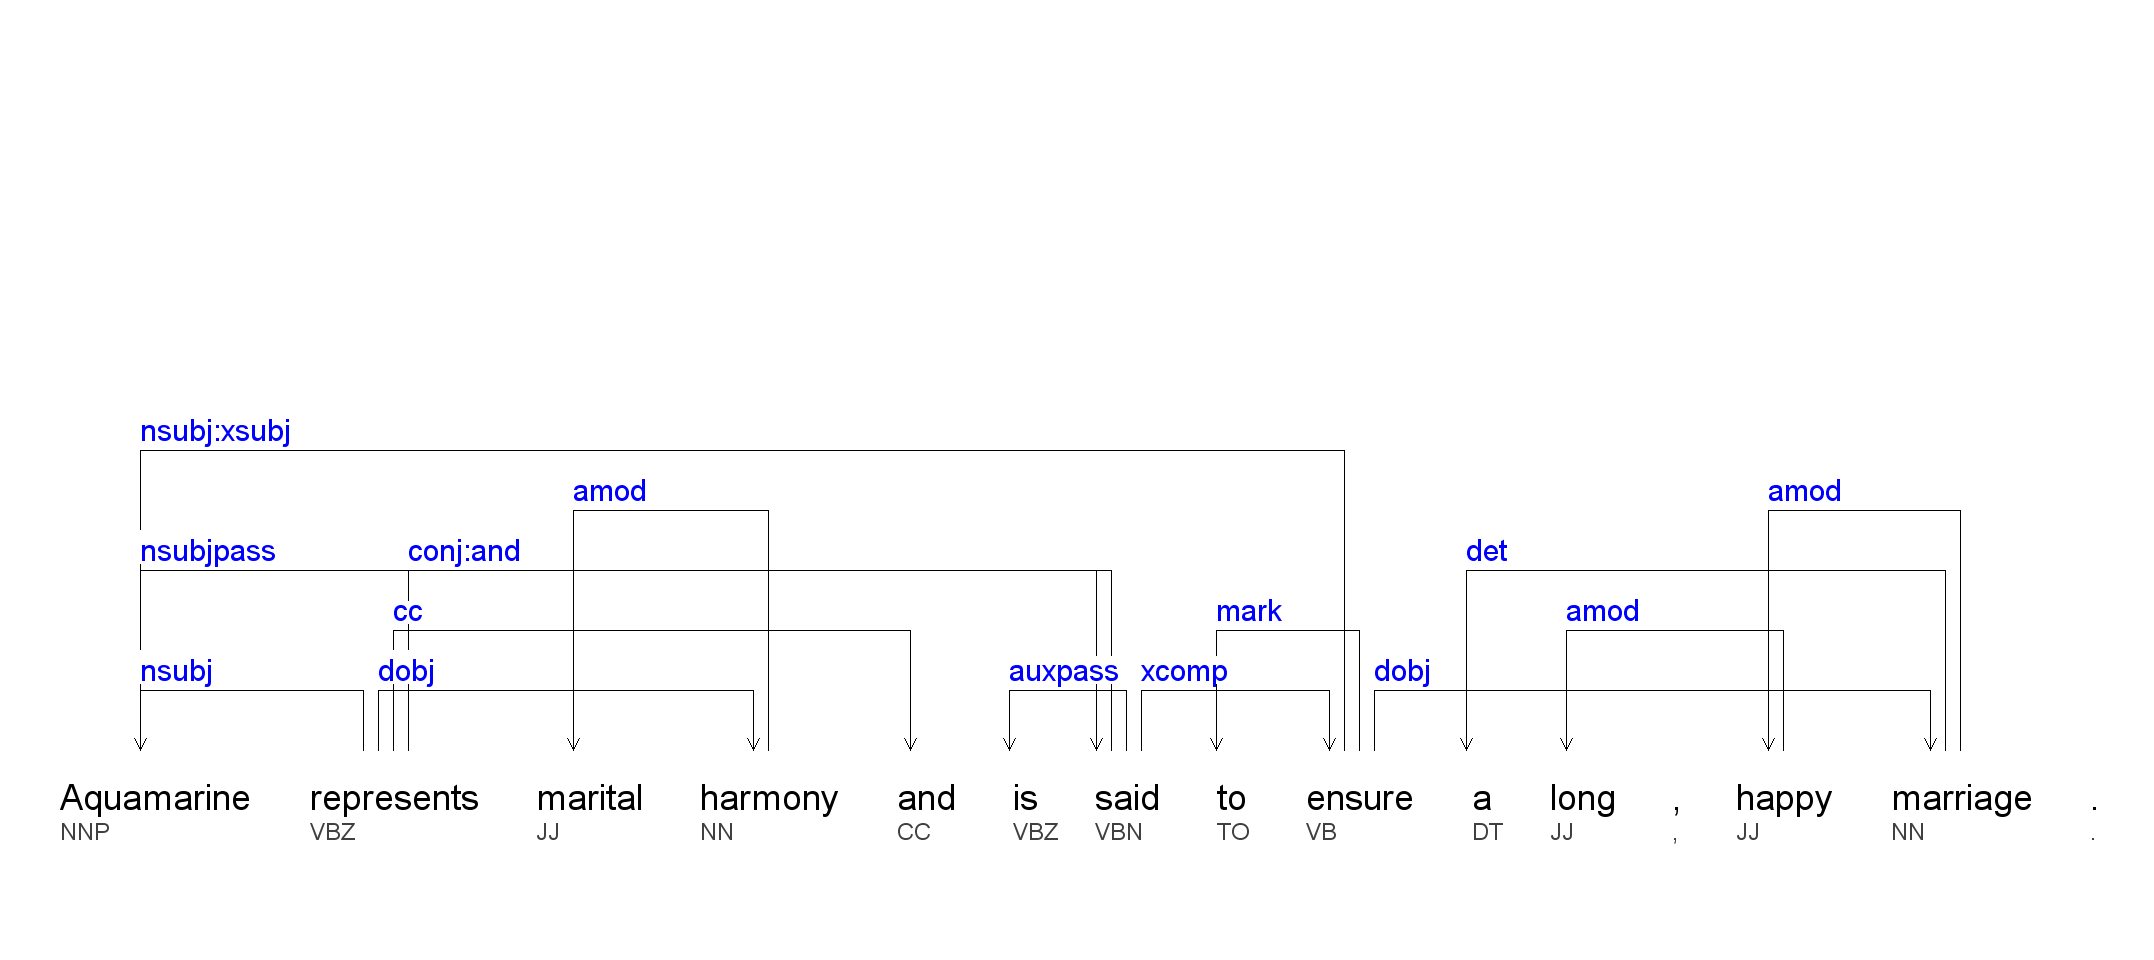 nsubj:xsubj
amod amod
nsubjpass conj:and det
cc mark amod
nsubj dobj auxpass xcomp dobj
Aquamarine represents marital harmony and is said to ensure a long , happy marriage .
NNP VBZ JJ NN CC VBZ VBN TO VB DT JJ , JJ NN .